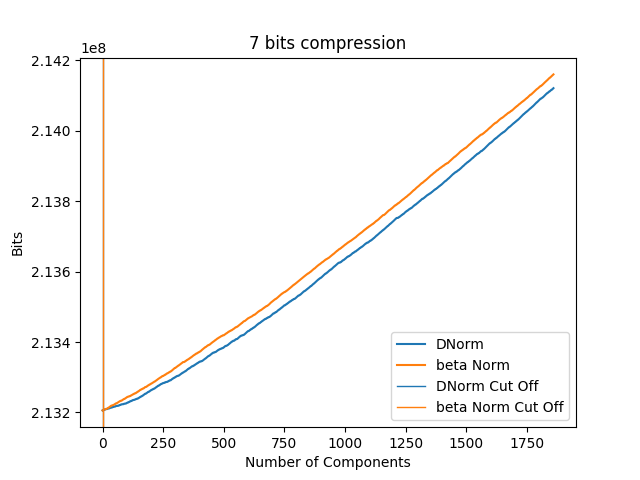 7 bits compression
1e8
2.142
2.140
2.138
2.136
2.134
2.132
Bits
0
250
500
750
1000
1250
1500
1750
Number of Components
DNorm
beta Norm
DNorm Cut Off
beta Norm Cut Off